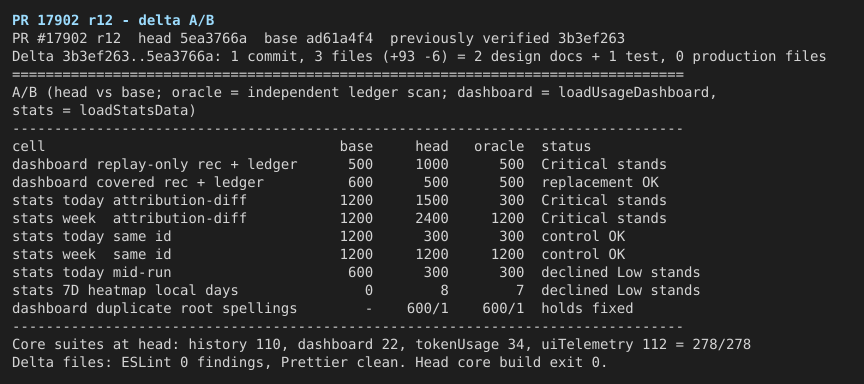 PR 17902 r12 - delta A/B
PR #17902 r12  head 5ea3766a  base ad61a4f4  previously verified 3b3ef263
Delta 3b3ef263..5ea3766a: 1 commit, 3 files (+93 -6) = 2 design docs + 1 test, 0 production files
================================================================================
A/B (head vs base; oracle = independent ledger scan; dashboard = loadUsageDashboard,
stats = loadStatsData)
--------------------------------------------------------------------------------
cell                                   base     head   oracle  status
dashboard replay-only rec + ledger      500     1000      500  Critical stands
dashboard covered rec + ledger          600      500      500  replacement OK
stats today attribution-diff           1200     1500      300  Critical stands
stats week  attribution-diff           1200     2400     1200  Critical stands
stats today same id                    1200      300      300  control OK
stats week  same id                    1200     1200     1200  control OK
stats today mid-run                     600      300      300  declined Low stands
stats 7D heatmap local days               0        8        7  declined Low stands
dashboard duplicate root spellings        -    600/1    600/1  holds fixed
--------------------------------------------------------------------------------
Core suites at head: history 110, dashboard 22, tokenUsage 34, uiTelemetry 112 = 278/278
Delta files: ESLint 0 findings, Prettier clean. Head core build exit 0.